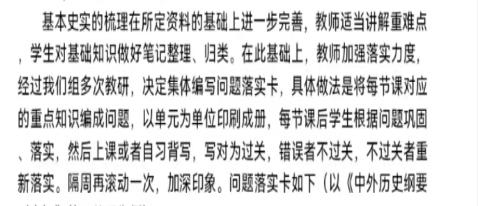 基本史实的梳理在所定资料的基础上进一步完善，教师适当讲解重难点
，学生对基础知识做好笔记整理、归类。在此基础上，教师加强落实力度，
经过我们组多次教研，决定集体编写问题落实卡，具体做法是将每节课对应
的重点知识编成问题，以单元为单位印刷成册，每节课后学生根据问题巩固
、落实，然后上课或者自习背写，写对为过关，错误者不过关，不过关者重
新落实。隔周再滚动一次，加深印象。问题落实卡如下（以《中外历史纲要